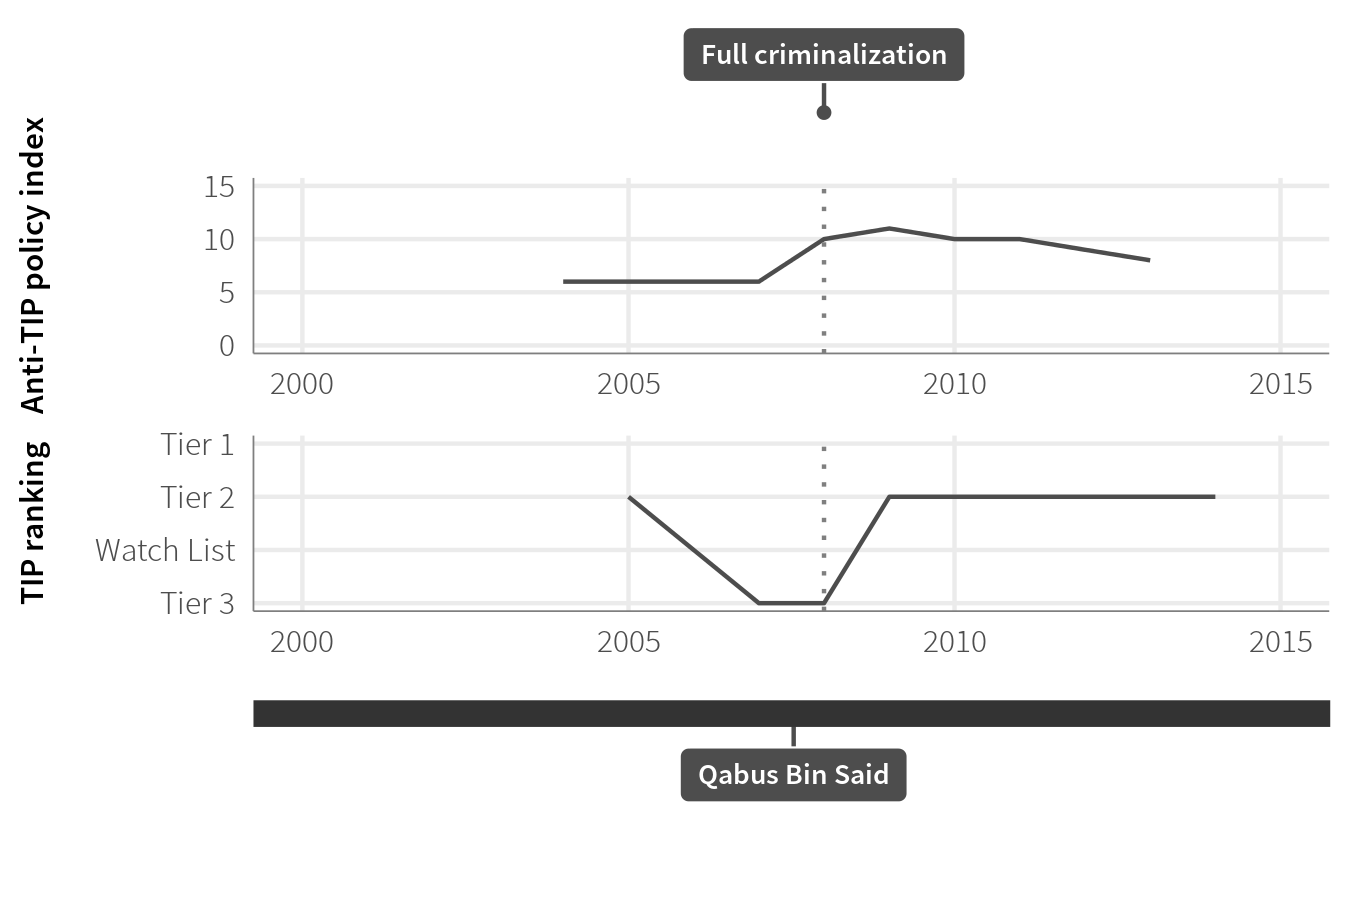 Full criminalization
Anti-TIP policy index
15
10
5
0
2000 2005 2010 2015
TIP ranking
Tier 1
Tier 2
Watch List
Tier 3
2000 2005 2010 2015
Qabus Bin Said